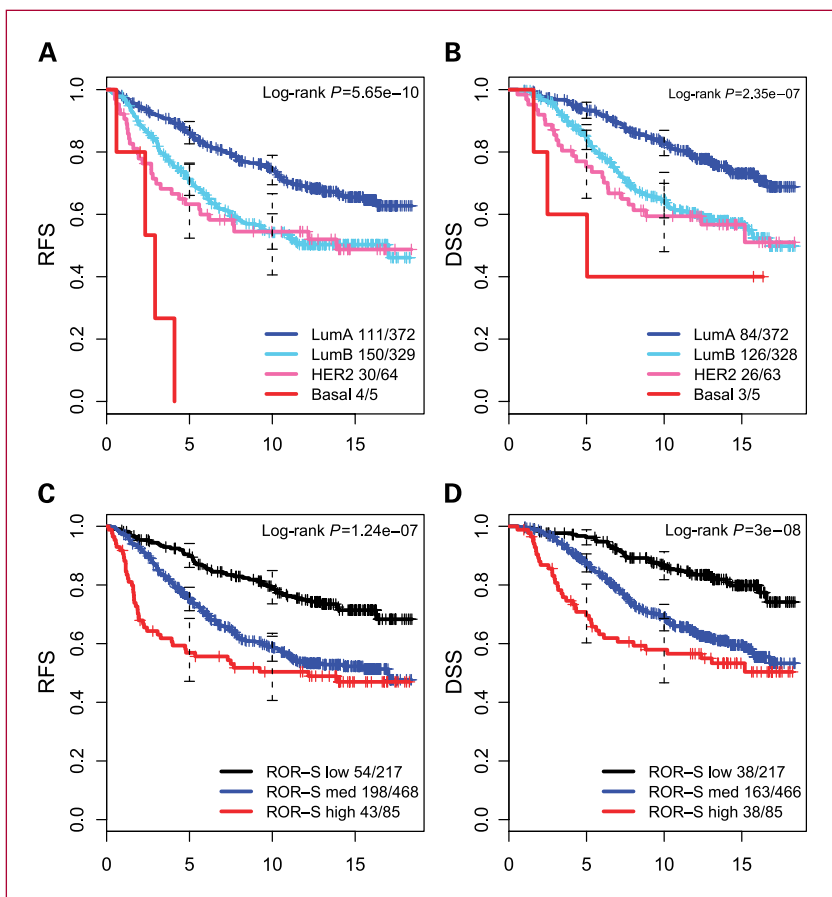 A
Log-rank P=5.65e−10
RFS
1.0
0.8
0.6
0.4
0.2
0.0
LumA 111/372
LumB 150/329
HER2 30/64
Basal 4/5
0 5 10 15
B
Log-rank P=2.35e−07
DSS
1.0
0.8
0.6
0.4
0.2
0.0
LumA 84/372
LumB 126/328
HER2 26/63
Basal 3/5
0 5 10 15
C
Log-rank P=1.24e−07
RFS
1.0
0.8
0.6
0.4
0.2
0.0
ROR−S low 54/217
ROR−S med 198/468
ROR−S high 43/85
0 5 10 15
D
Log-rank P=3e−08
DSS
1.0
0.8
0.6
0.4
0.2
0.0
ROR−S low 38/217
ROR−S med 163/466
ROR−S high 38/85
0 5 10 15